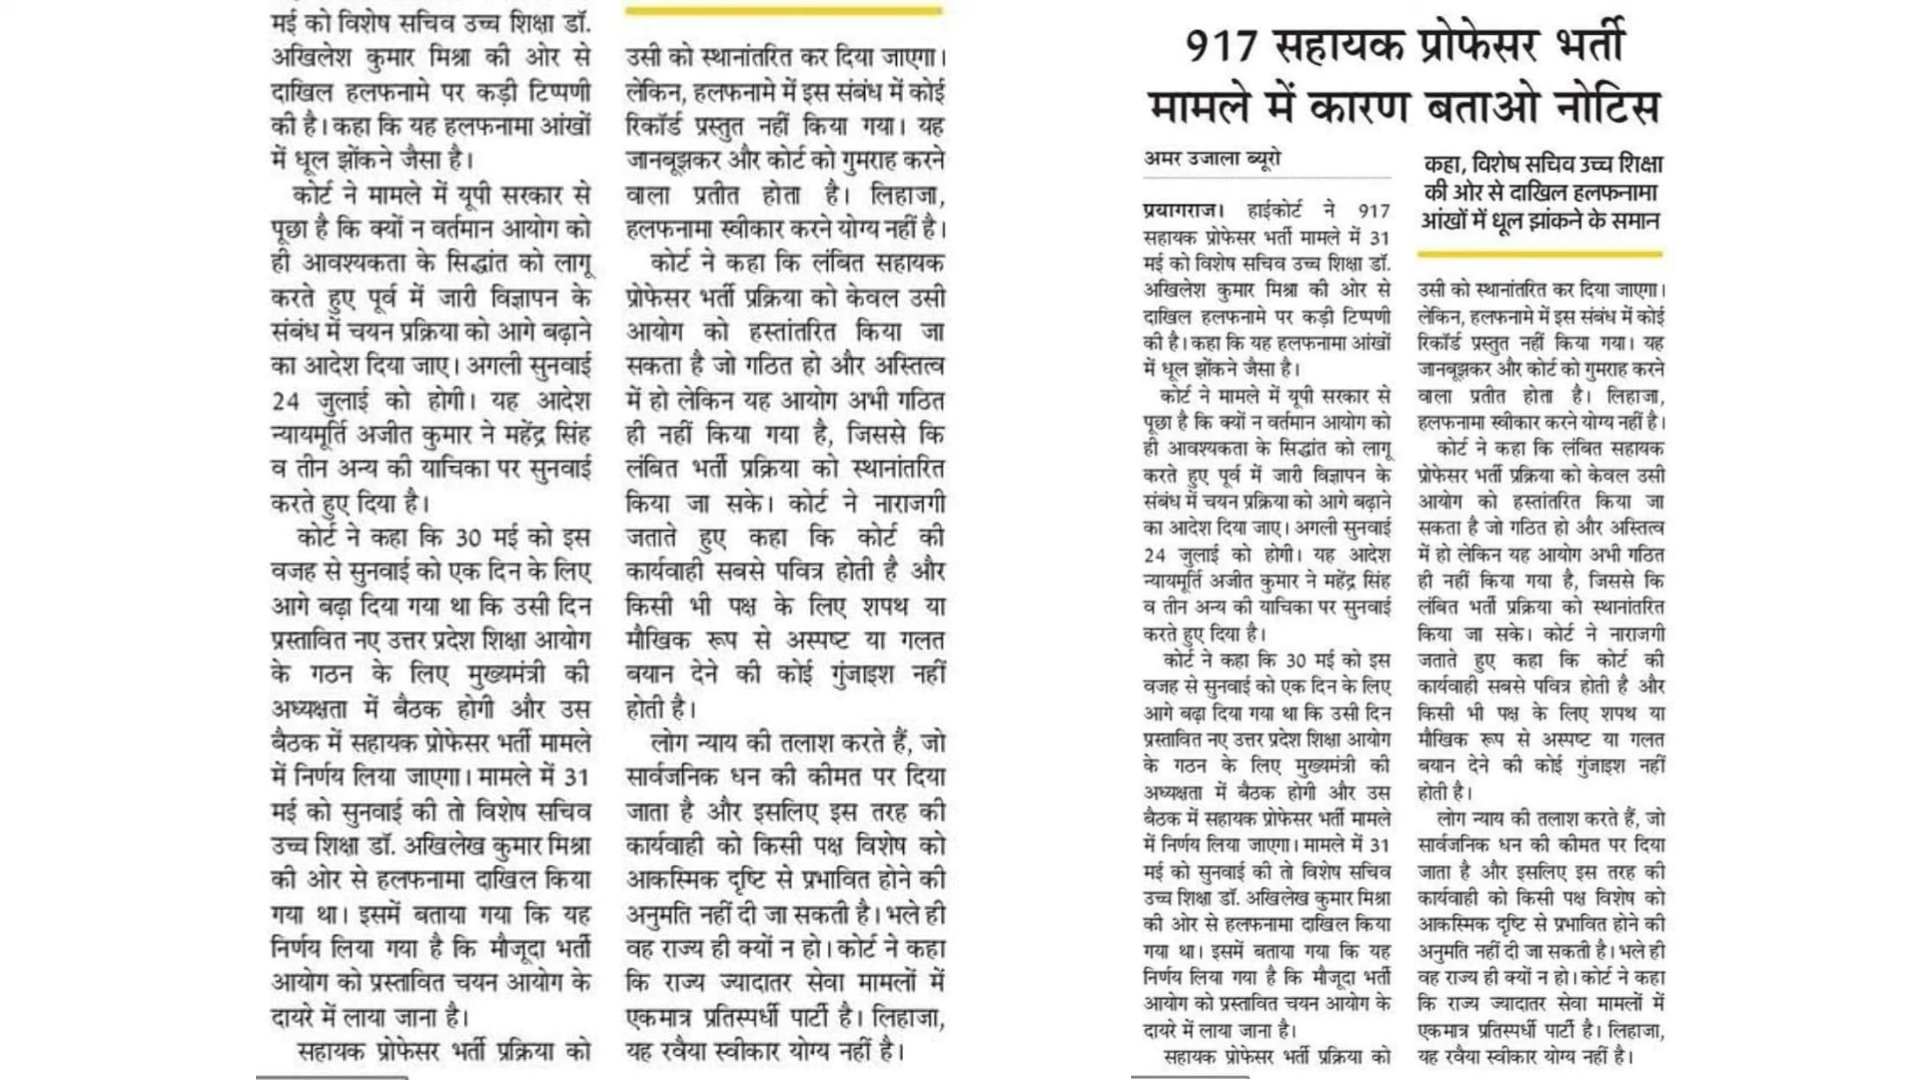 मई को विशेष सचिव उच्च शिक्षा डॉ.
अखिलेश कुमार मिश्रा की ओर से
दाखिल हलफनामे पर कड़ी टिप्पणी
की है। कहा कि यह हलफनामा आंखों
में धूल झोंकने जैसा है।
कोर्ट ने मामले में यूपी सरकार से
पूछा है कि क्यों न वर्तमान आयोग को
ही आवश्यकता के सिद्धांत को लागू
करते हुए पूर्व में जारी विज्ञापन के
संबंध में चयन प्रक्रिया को आगे बढ़ाने
का आदेश दिया जाए। अगली सुनवाई
24 जुलाई को होगी। यह आदेश
न्यायमूर्ति अजीत कुमार ने महेंद्र सिंह
व तीन अन्य की याचिका पर सुनवाई
करते हुए दिया है।
कोर्ट ने कहा कि 30 मई को इस
वजह से सुनवाई को एक दिन के लिए
आगे बढ़ा दिया गया था कि उसी दिन
प्रस्तावित नए उत्तर प्रदेश शिक्षा आयोग
के गठन के लिए मुख्यमंत्री की
अध्यक्षता में बैठक होगी और उस
बैठक में सहायक प्रोफेसर भर्ती मामले
में निर्णय लिया जाएगा। मामले में 31
मई को सुनवाई की तो विशेष सचिव
उच्च शिक्षा डॉ. अखिलेख कुमार मिश्रा
की ओर से हलफनामा दाखिल किया
गया था। इसमें बताया गया कि यह
निर्णय लिया गया है कि मौजूदा भर्ती
आयोग को प्रस्तावित चयन आयोग के
दायरे में लाया जाना है।
सहायक प्रोफेसर भर्ती प्रक्रिया को
उसी को स्थानांतरित कर दिया जाएगा।
लेकिन, हलफनामे में इस संबंध में कोई
रिकॉर्ड प्रस्तुत नहीं किया गया। यह
जानबूझकर और कोर्ट को गुमराह करने
वाला प्रतीत होता है। लिहाजा,
हलफनामा स्वीकार करने योग्य नहीं है।
कोर्ट ने कहा कि लंबित सहायक
प्रोफेसर भर्ती प्रक्रिया को केवल उसी
आयोग को हस्तांतरित किया जा
सकता है जो गठित हो और अस्तित्व
में हो लेकिन यह आयोग अभी गठित
ही नहीं किया गया है, जिससे कि
लंबित भर्ती प्रक्रिया को स्थानांतरित
किया जा सके। कोर्ट ने नाराजगी
जताते हुए कहा कि कोर्ट की
कार्यवाही सबसे पवित्र होती है और
किसी भी पक्ष के लिए शपथ या
मौखिक रूप से अस्पष्ट या गलत
बयान देने की कोई गुंजाइश नहीं
होती है।
लोग न्याय की तलाश करते हैं, जो
सार्वजनिक धन की कीमत पर दिया
जाता है और इसलिए इस तरह की
कार्यवाही को किसी पक्ष विशेष को
आकस्मिक दृष्टि से प्रभावित होने की
अनुमति नहीं दी जा सकती है। भले ही
वह राज्य ही क्यों न हो। कोर्ट ने कहा
कि राज्य ज्यादातर सेवा मामलों में
एकमात्र प्रतिस्पर्धी पार्टी है। लिहाजा,
यह रवैया स्वीकार योग्य नहीं है।
917 सहायक प्रोफेसर भर्ती
मामले में कारण बताओ नोटिस
अमर उजाला ब्यूरो
प्रयागराज। हाईकोर्ट ने 917
सहायक प्रोफेसर भर्ती मामले में 31
मई को विशेष सचिव उच्च शिक्षा डॉ.
अखिलेश कुमार मिश्रा की ओर से
दाखिल हलफनामे पर कड़ी टिप्पणी
की है। कहा कि यह हलफनामा आंखों
में धूल झोंकने जैसा है।
कोर्ट ने मामले में यूपी सरकार से
पूछा है कि क्यों न वर्तमान आयोग को
ही आवश्यकता के सिद्धांत को लागू
करते हुए पूर्व में जारी विज्ञापन के
संबंध में चयन प्रक्रिया को आगे बढ़ाने
का आदेश दिया जाए। अगली सुनवाई
24 जुलाई को होगी। यह आदेश
न्यायमूर्ति अजीत कुमार ने महेंद्र सिंह
व तीन अन्य की याचिका पर सुनवाई
करते हुए दिया है।
कोर्ट ने कहा कि 30 मई को इस
वजह से सुनवाई को एक दिन के लिए
आगे बढ़ा दिया गया था कि उसी दिन
प्रस्तावित नए उत्तर प्रदेश शिक्षा आयोग
के गठन के लिए मुख्यमंत्री की
अध्यक्षता में बैठक होगी और उस
बैठक में सहायक प्रोफेसर भर्ती मामले
में निर्णय लिया जाएगा। मामले में 31
मई को सुनवाई की तो विशेष सचिव
उच्च शिक्षा डॉ. अखिलेख कुमार मिश्रा
की ओर से हलफनामा दाखिल किया
गया था। इसमें बताया गया कि यह
निर्णय लिया गया है कि मौजूदा भर्ती
आयोग को प्रस्तावित चयन आयोग के
दायरे में लाया जाना है।
सहायक प्रोफेसर भर्ती प्रक्रिया को
कहा, विशेष सचिव उच्च शिक्षा
की ओर से दाखिल हलफनामा
आंखों में धूल झांकने के समान
उसी को स्थानांतरित कर दिया जाएगा।
लेकिन, हलफनामे में इस संबंध में कोई
रिकॉर्ड प्रस्तुत नहीं किया गया। यह
जानबूझकर और कोर्ट को गुमराह करने
वाला प्रतीत होता है। लिहाजा,
हलफनामा स्वीकार करने योग्य नहीं है।
कोर्ट ने कहा कि लंबित सहायक
प्रोफेसर भर्ती प्रक्रिया को केवल उसी
आयोग को हस्तांतरित किया जा
सकता है जो गठित हो और अस्तित्व
में हो लेकिन यह आयोग अभी गठित
ही नहीं किया गया है, जिससे कि
लंबित भर्ती प्रक्रिया को स्थानांतरित
किया जा सके। कोर्ट ने नाराजगी
जताते हुए कहा कि कोर्ट की
कार्यवाही सबसे पवित्र होती है और
किसी भी पक्ष के लिए शपथ या
मौखिक रूप से अस्पष्ट या गलत
बयान देने की कोई गुंजाइश नहीं
होती है।
लोग न्याय की तलाश करते हैं, जो
सार्वजनिक धन की कीमत पर दिया
जाता है और इसलिए इस तरह की
कार्यवाही को किसी पक्ष विशेष को
आकस्मिक दृष्टि से प्रभावित होने की
अनुमति नहीं दी जा सकती है। भले ही
वह राज्य ही क्यों न हो। कोर्ट ने कहा
कि राज्य ज्यादातर सेवा मामलों में
एकमात्र प्रतिस्पर्धी पार्टी है। लिहाजा,
यह रवैया स्वीकार योग्य नहीं है।